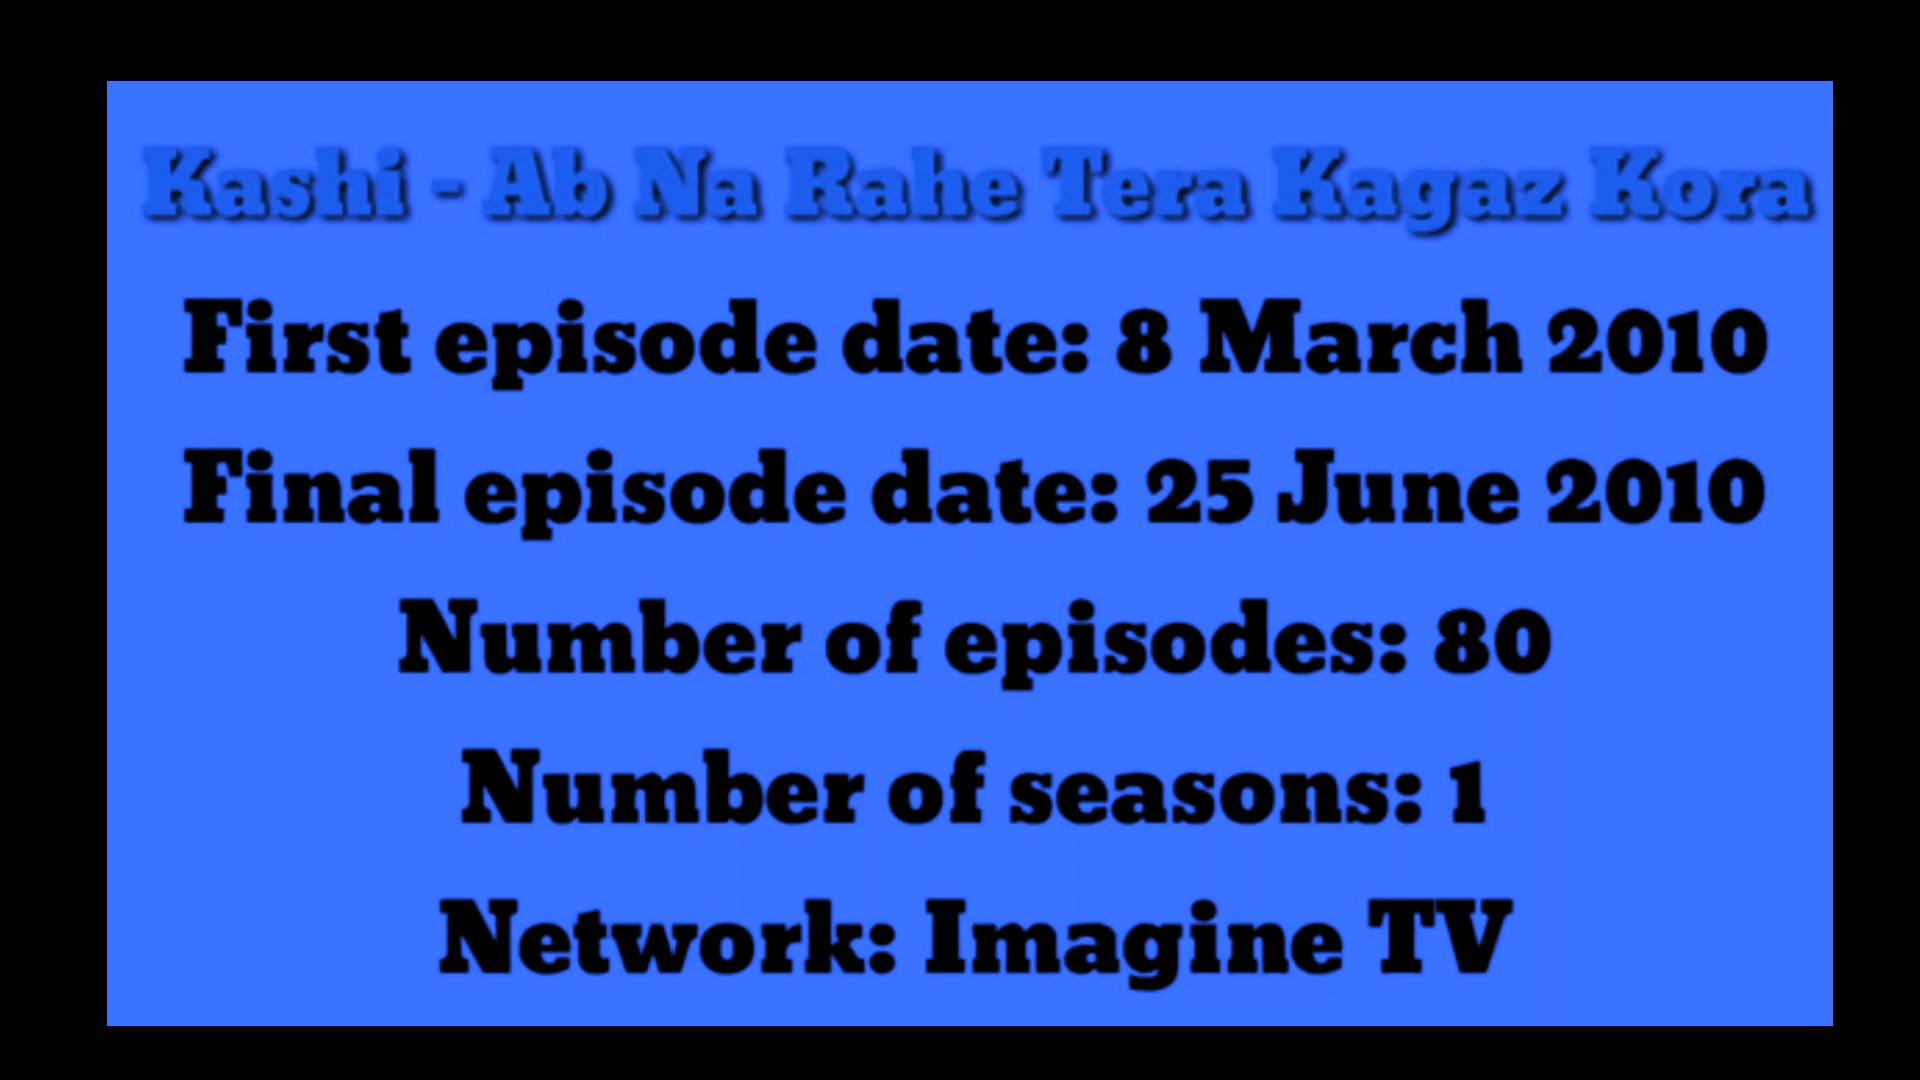 Kashi - Ab Na Rahe Tera Kagaz Kora
First episode date: 8 March 2010
Final episode date: 25 June 2010
Number of episodes: 80
Number of seasons: 1
Network: Imagine TV